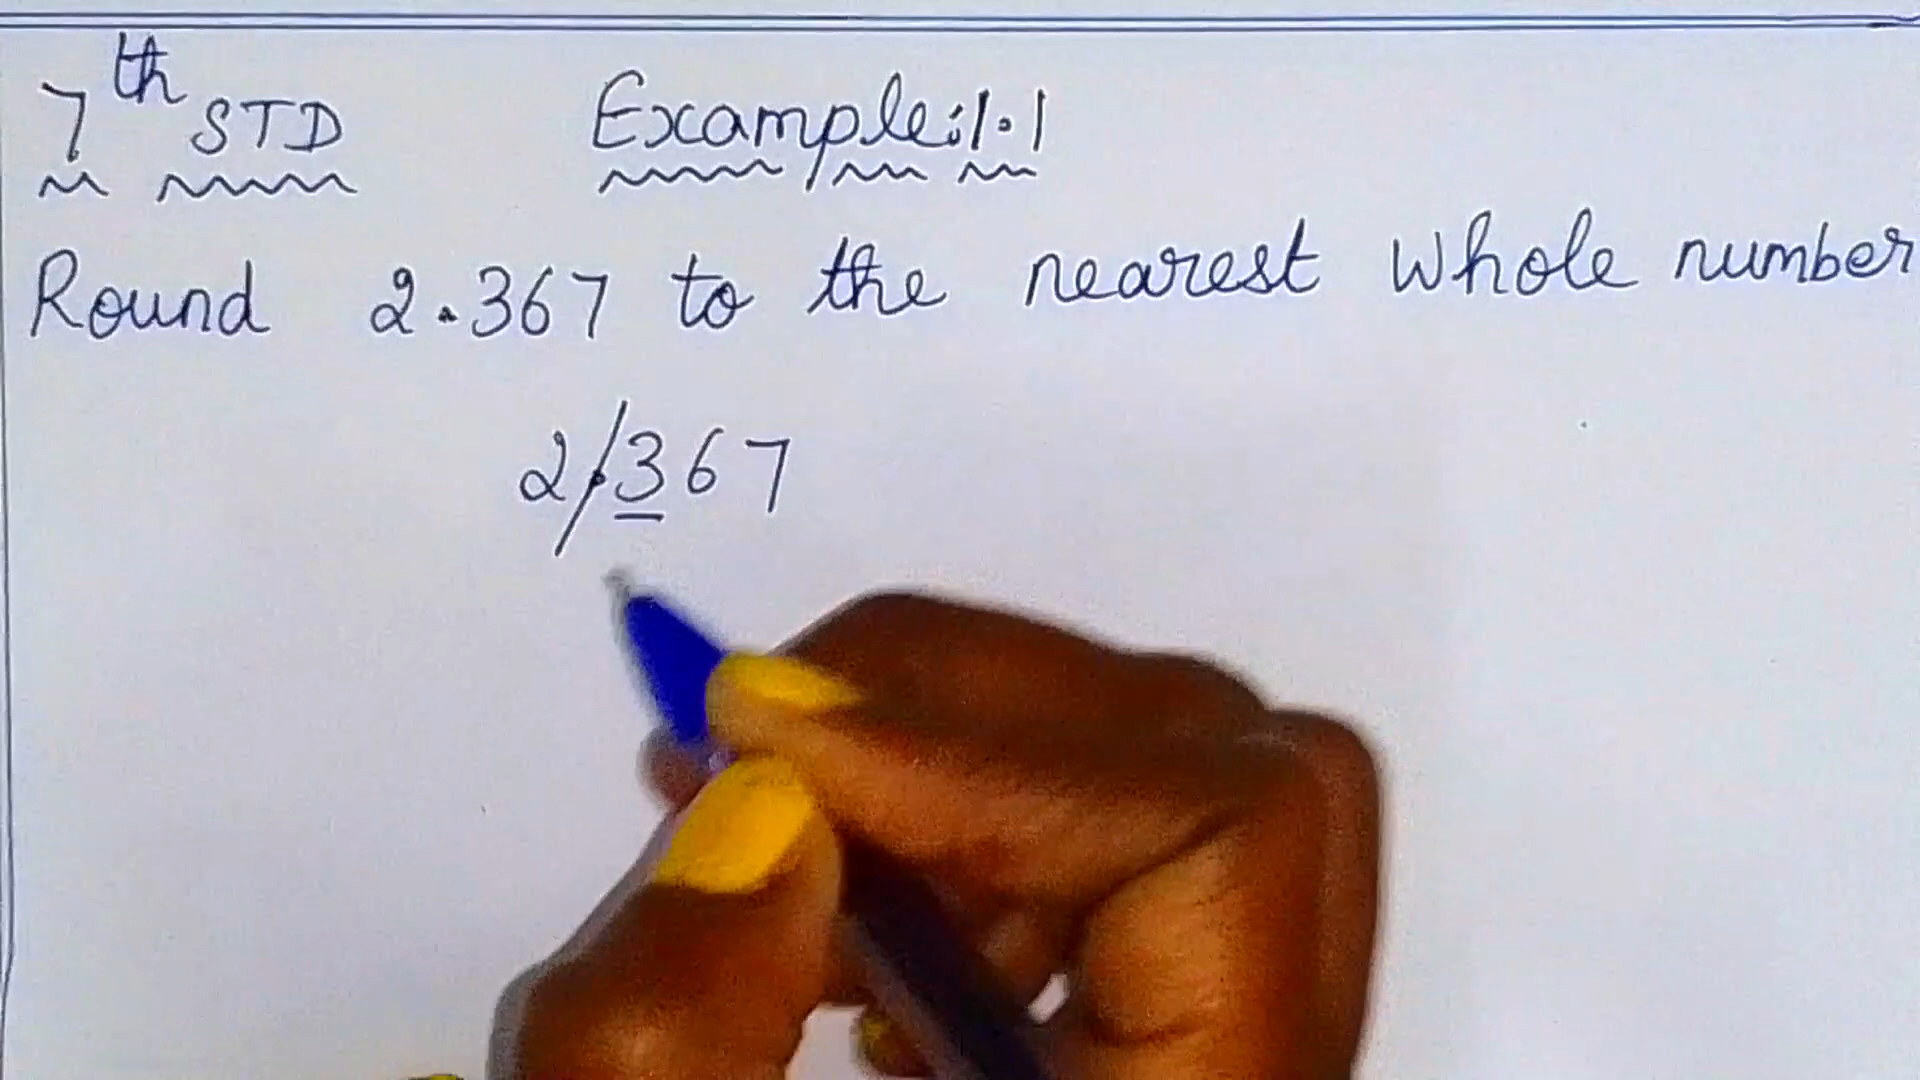 7th STD Example:1.1
Round 2.367 to the nearest whole number
2.367